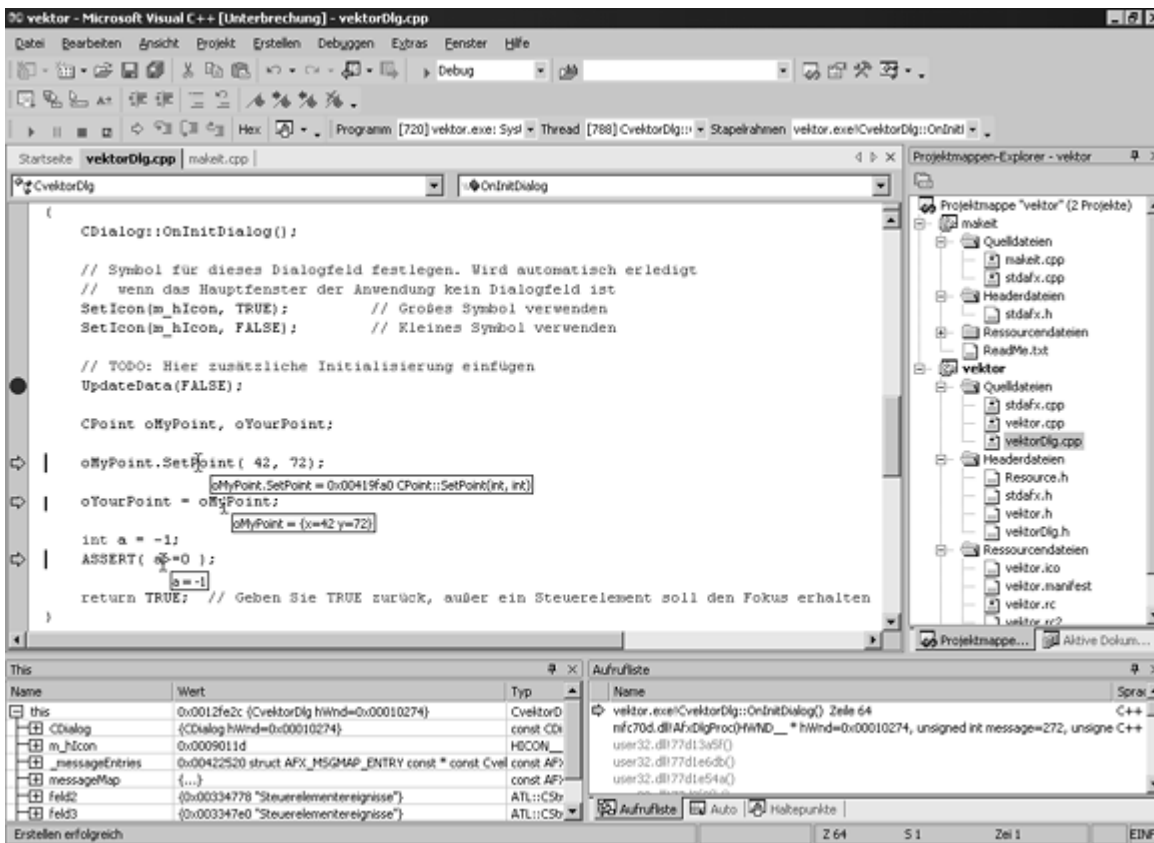 vektor - Microsoft Visual C++ [Unterbrechung] - vektorDlg.cpp
Datei Bearbeiten Ansicht Projekt Erstellen Debuggen Extras Fenster Hilfe
Debug
Hex Programm [720] vektor.exe: Syst Thread [788] CvektorDlg:: Stapelrahmen vektor.exe!CvektorDlg::OnInitI
Startseite vektorDlg.cpp makeit.cpp
CvektorDlg OnInitDialog
{
CDialog::OnInitDialog();
// Symbol für dieses Dialogfeld festlegen. Wird automatisch erledigt
// wenn das Hauptfenster der Anwendung kein Dialogfeld ist
SetIcon(m_hIcon, TRUE); // Großes Symbol verwenden
SetIcon(m_hIcon, FALSE); // Kleines Symbol verwenden
// TODO: Hier zusätzliche Initialisierung einfügen
UpdateData(FALSE);
CPoint oMyPoint, oYourPoint;
oMyPoint.SetPoint( 42, 72);
oMyPoint.SetPoint = 0x00419fa0 CPoint::SetPoint(int, int)
oYourPoint = oMyPoint;
oMyPoint = {x=42 y=72}
int a = -1;
ASSERT( a>=0 );
a = -1
return TRUE; // Geben Sie TRUE zurück, außer ein Steuerelement soll den Fokus erhalten
}
Projektmappen-Explorer - vektor
Projektmappe "vektor" (2 Projekte)
makeit
Quelldateien
makeit.cpp
stdafx.cpp
Headerdateien
stdafx.h
Ressourcendateien
ReadMe.txt
vektor
Quelldateien
stdafx.cpp
vektor.cpp
vektorDlg.cpp
Headerdateien
Resource.h
stdafx.h
vektor.h
vektorDlg.h
Ressourcendateien
vektor.ico
vektor.manifest
vektor.rc
vektor.rc2
Projektmappe... Aktive Dokum...
This
Name Wert Typ
this 0x0012fe2c {CvektorDlg hWnd=0x00010274} CvektorD
CDialog {CDialog hWnd=0x00010274} const CDi
m_hIcon 0x0009011d HICON__
_messageEntries 0x00422520 struct AFX_MSGMAP_ENTRY const * const Cvel const AFX
messageMap {...} const AFX
feld2 {0x00334778 "Steuerelementereignisse"} ATL::CStr
feld3 {0x003347e0 "Steuerelementereignisse"} ATL::CStr
Aufrufliste
Name Sprac
vektor.exe!CvektorDlg::OnInitDialog() Zeile 64 C++
mfc70d.dll!AfxDlgProc(HWND__ * hWnd=0x00010274, unsigned int message=272, unsigne C++
user32.dll!77d13a5f()
user32.dll!77d1e6db()
user32.dll!77d1e54a()
Aufrufliste Auto Haltepunkte
Erstellen erfolgreich Z 64 S 1 Zei 1 EINF